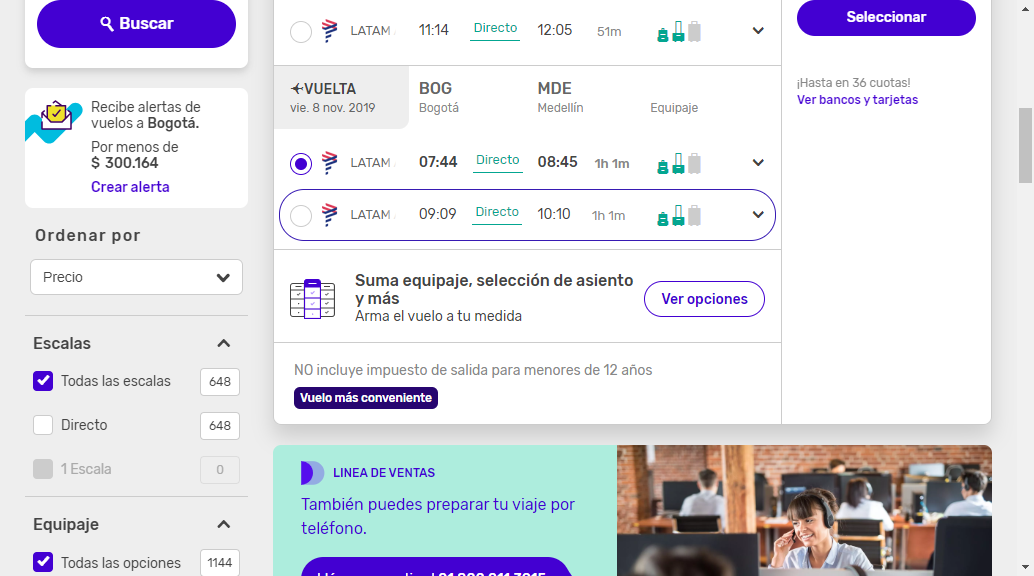 Buscar
Recibe alertas de
vuelos a Bogotá.
Por menos de
$ 300.164
Crear alerta
Ordenar por
Precio
Escalas
Todas las escalas 648
Directo 648
1 Escala 0
Equipaje
Todas las opciones 1144
LATAM 11:14 Directo 12:05 51m
VUELTA BOG MDE
vie. 8 nov. 2019 Bogotá Medellín Equipaje
LATAM 07:44 Directo 08:45 1h 1m
LATAM 09:09 Directo 10:10 1h 1m
Suma equipaje, selección de asiento
y más
Arma el vuelo a tu medida
Ver opciones
NO incluye impuesto de salida para menores de 12 años
Vuelo más conveniente
Seleccionar
¡Hasta en 36 cuotas!
Ver bancos y tarjetas
LINEA DE VENTAS
También puedes preparar tu viaje por
teléfono.